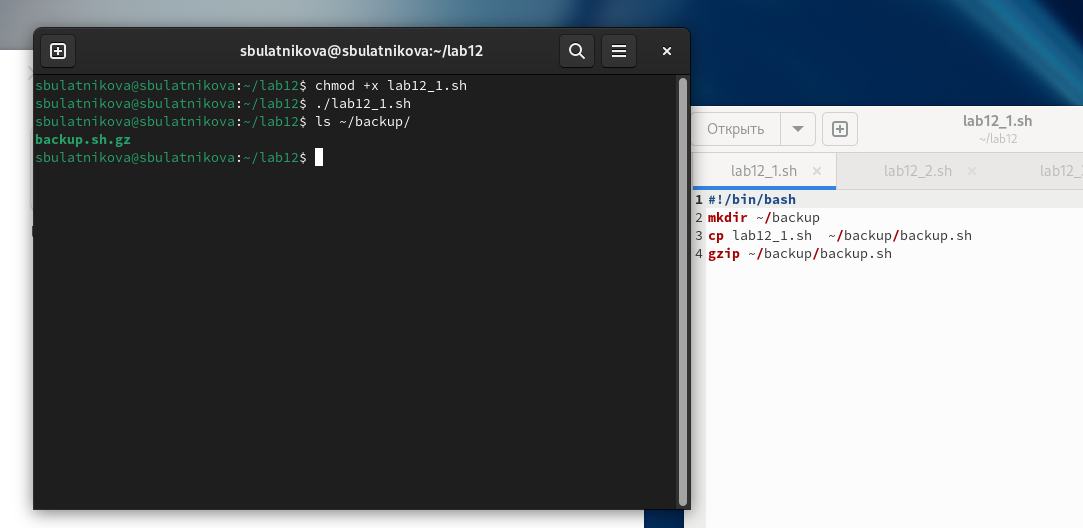 sbulatnikova@sbulatnikova:~/lab12
sbulatnikova@sbulatnikova:~/lab12$ chmod +x lab12_1.sh
sbulatnikova@sbulatnikova:~/lab12$ ./lab12_1.sh
sbulatnikova@sbulatnikova:~/lab12$ ls ~/backup/
backup.sh.gz
sbulatnikova@sbulatnikova:~/lab12$
Открыть
lab12_1.sh
~/lab12
lab12_1.sh
lab12_2.sh
1 #!/bin/bash
2 mkdir ~/backup
3 cp lab12_1.sh  ~/backup/backup.sh
4 gzip ~/backup/backup.sh